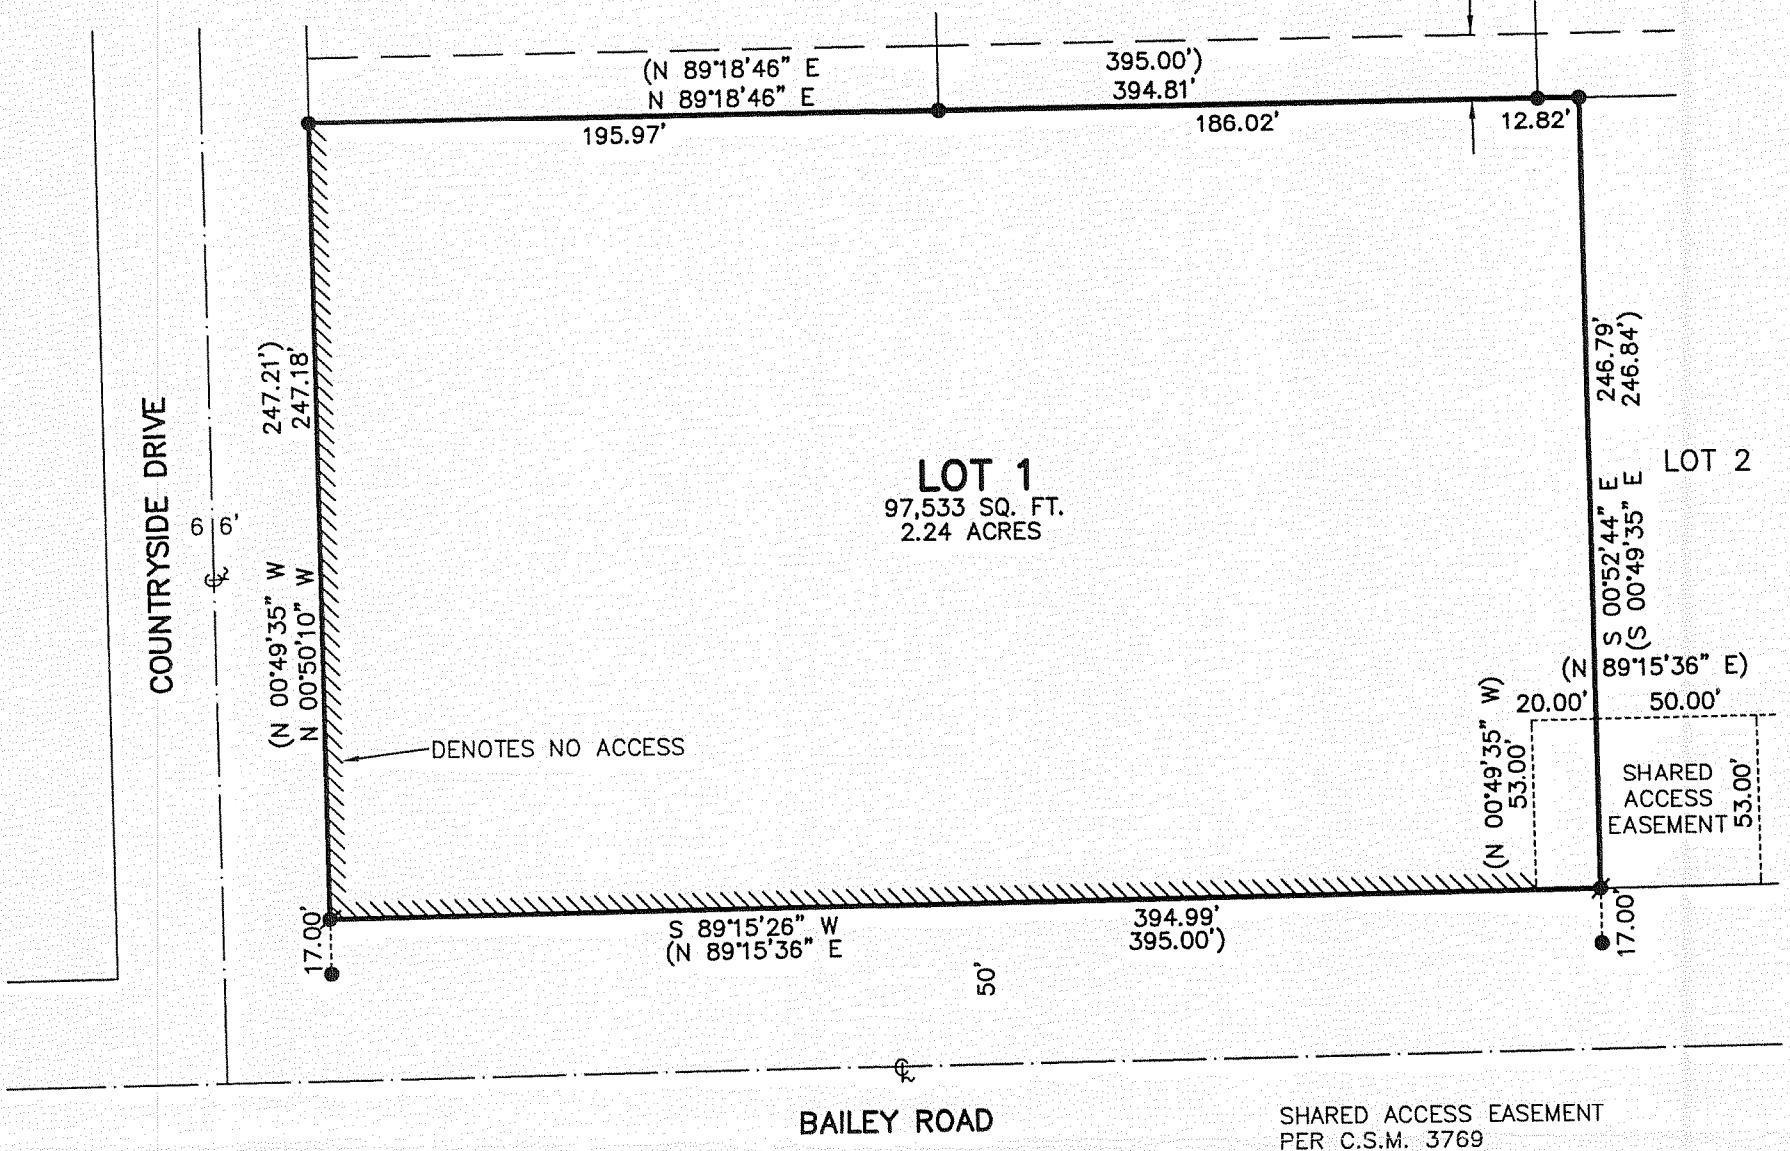 (N 89°18'46" E 395.00')
N 89°18'46" E 394.81'
195.97' 186.02' 12.82'
247.21')
247.18'
(N 00°49'35" W
N 00°50'10" W
COUNTRYSIDE DRIVE
66'
LOT 1
97,533 SQ. FT.
2.24 ACRES
246.79'
246.84')
S 00°52'44" E
(S 00°49'35" E
LOT 2
(N 89°15'36" E)
20.00' 50.00'
(N 00°49'35" W)
53.00'
SHARED
ACCESS
EASEMENT
53.00'
DENOTES NO ACCESS
17.00'
S 89°15'26" W 394.99'
(N 89°15'36" E 395.00')
17.00'
50'
BAILEY ROAD
SHARED ACCESS EASEMENT
PER C.S.M. 3769